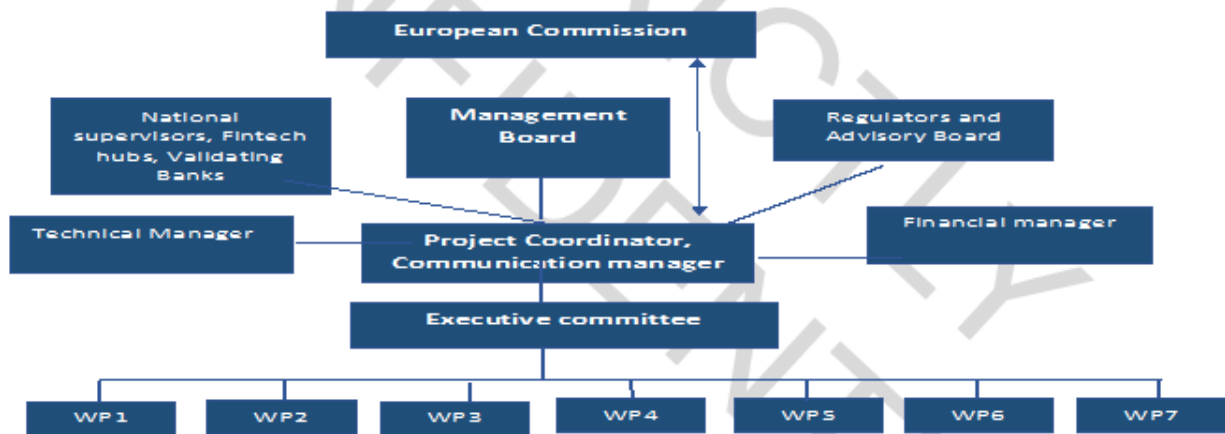 European Commission
National
supervisors, Fintech
hubs, Validating
Banks
Management
Board
Regulators and
Advisory Board
Technical Manager
Project Coordinator,
Communication manager
Financial manager
Executive committee
WP1
WP2
WP3
WP4
WP5
WP6
WP7